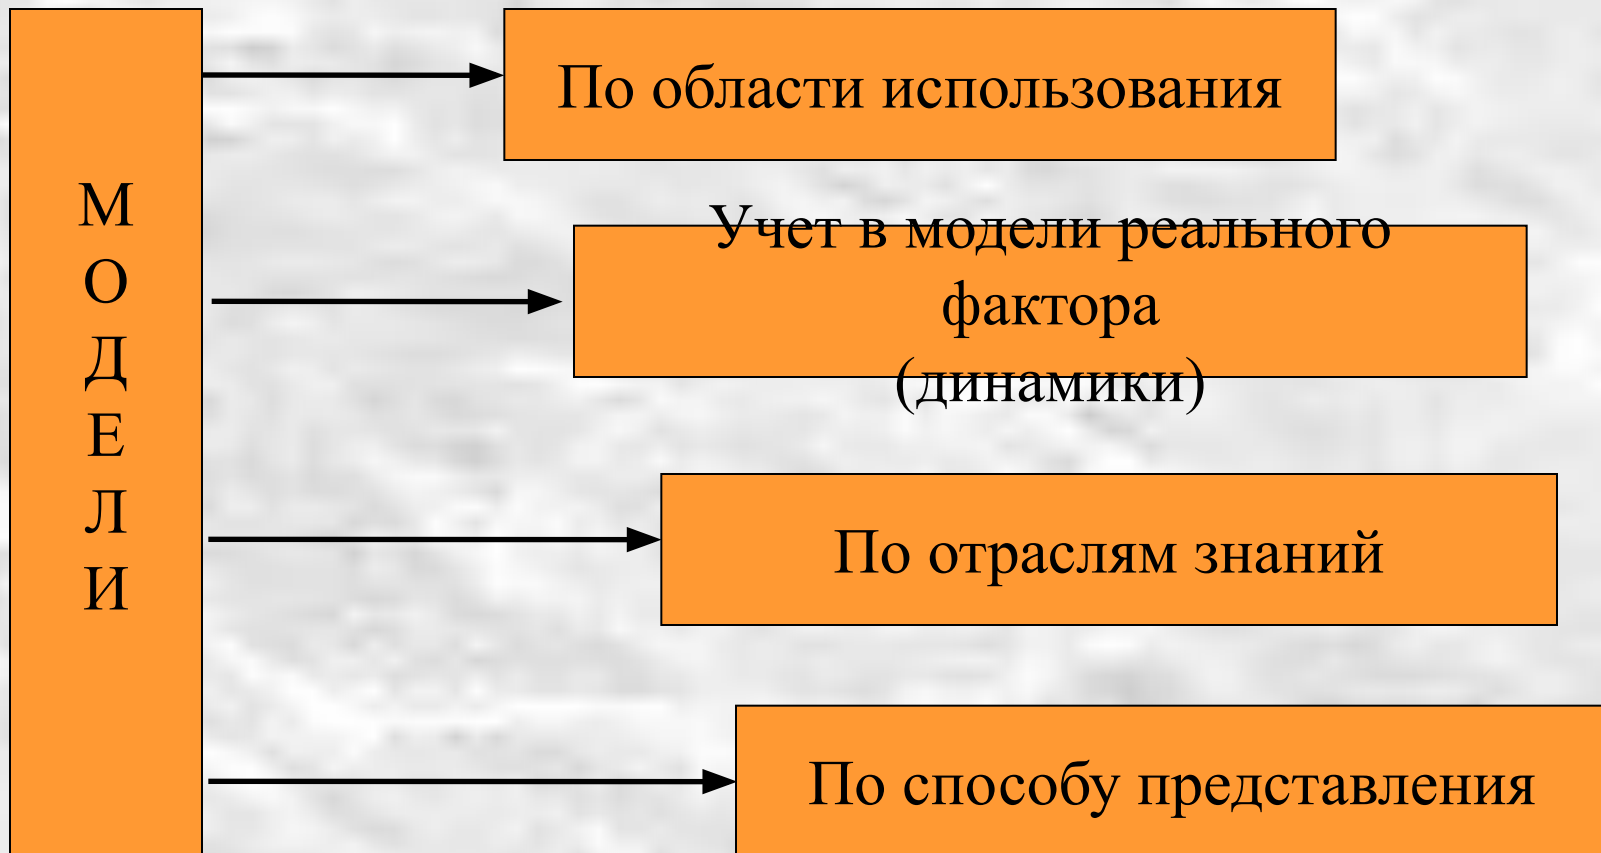 М
О
Д
Е
Л
И
По области использования
Учет в модели реального
фактора
(динамики)
По отраслям знаний
По способу представления